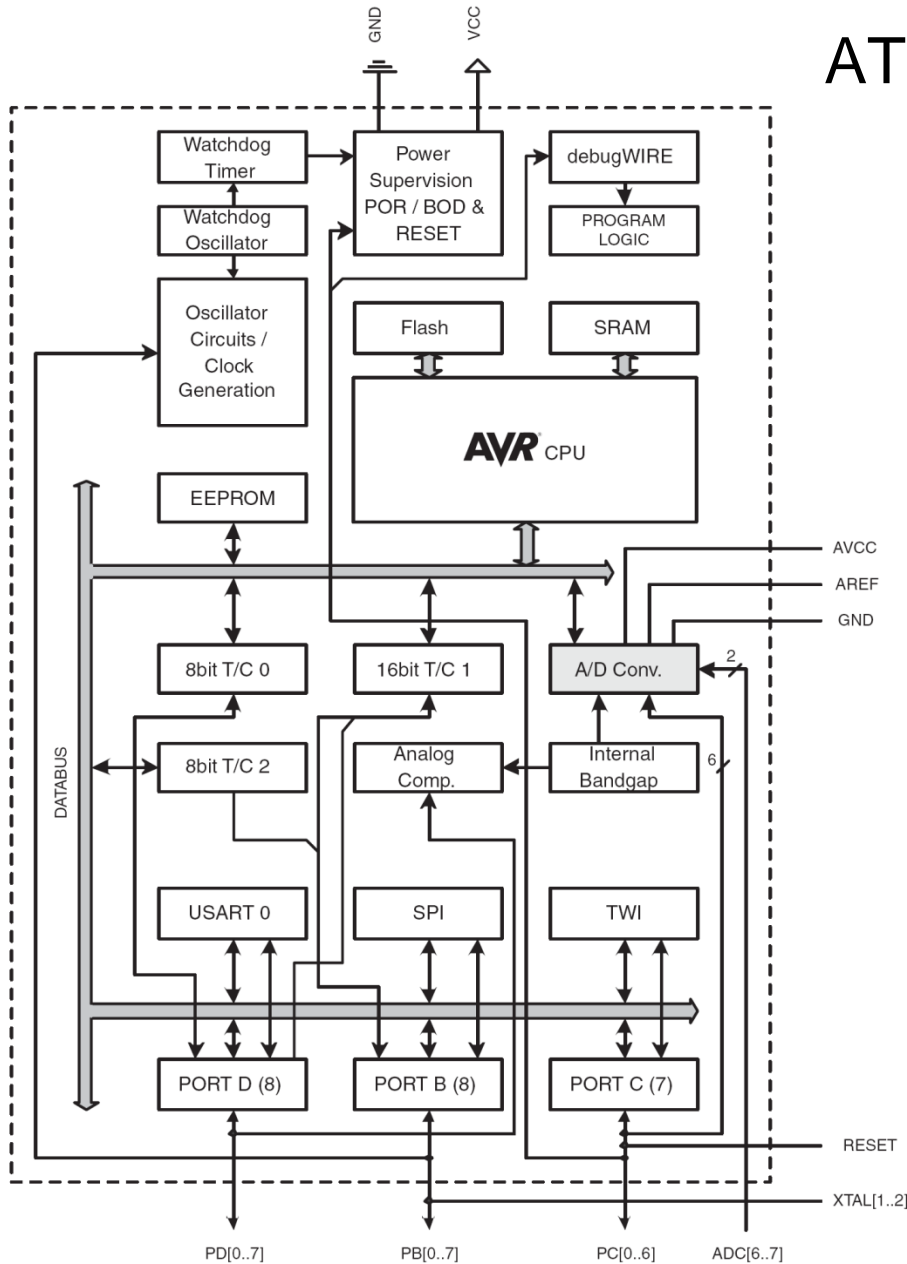 GND
VCC
AT
Watchdog
Timer
Power
Supervision
POR / BOD &
RESET
debugWIRE
Watchdog
Oscillator
PROGRAM
LOGIC
Oscillator
Circuits /
Clock
Generation
Flash
SRAM
AVR® CPU
EEPROM
AVCC
AREF
GND
8bit T/C 0
16bit T/C 1
A/D Conv.
2
DATABUS
8bit T/C 2
Analog
Comp.
Internal
Bandgap
6
USART 0
SPI
TWI
PORT D (8)
PORT B (8)
PORT C (7)
RESET
XTAL[1..2]
PD[0..7]
PB[0..7]
PC[0..6]
ADC[6..7]